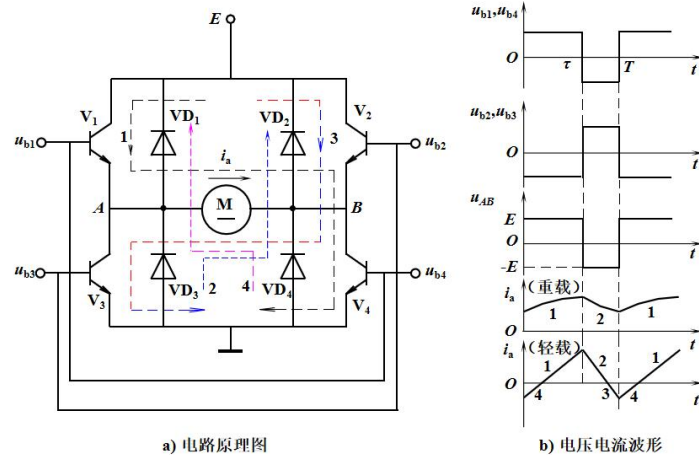 E
V₁
V₂
VD₁
VD₂
1
3
u_b1
u_b2
i_a
M
A
B
u_b3
u_b4
V₃
VD₃
2
4
VD₄
V₄
a) 电路原理图
u_b1,u_b4
O
τ
T
t
u_b2,u_b3
O
t
u_AB
E
O
-E
t
i_a（重载）
1
2
1
O
t
i_a（轻载）
1
2
1
O
4
3
4
t
b) 电压电流波形